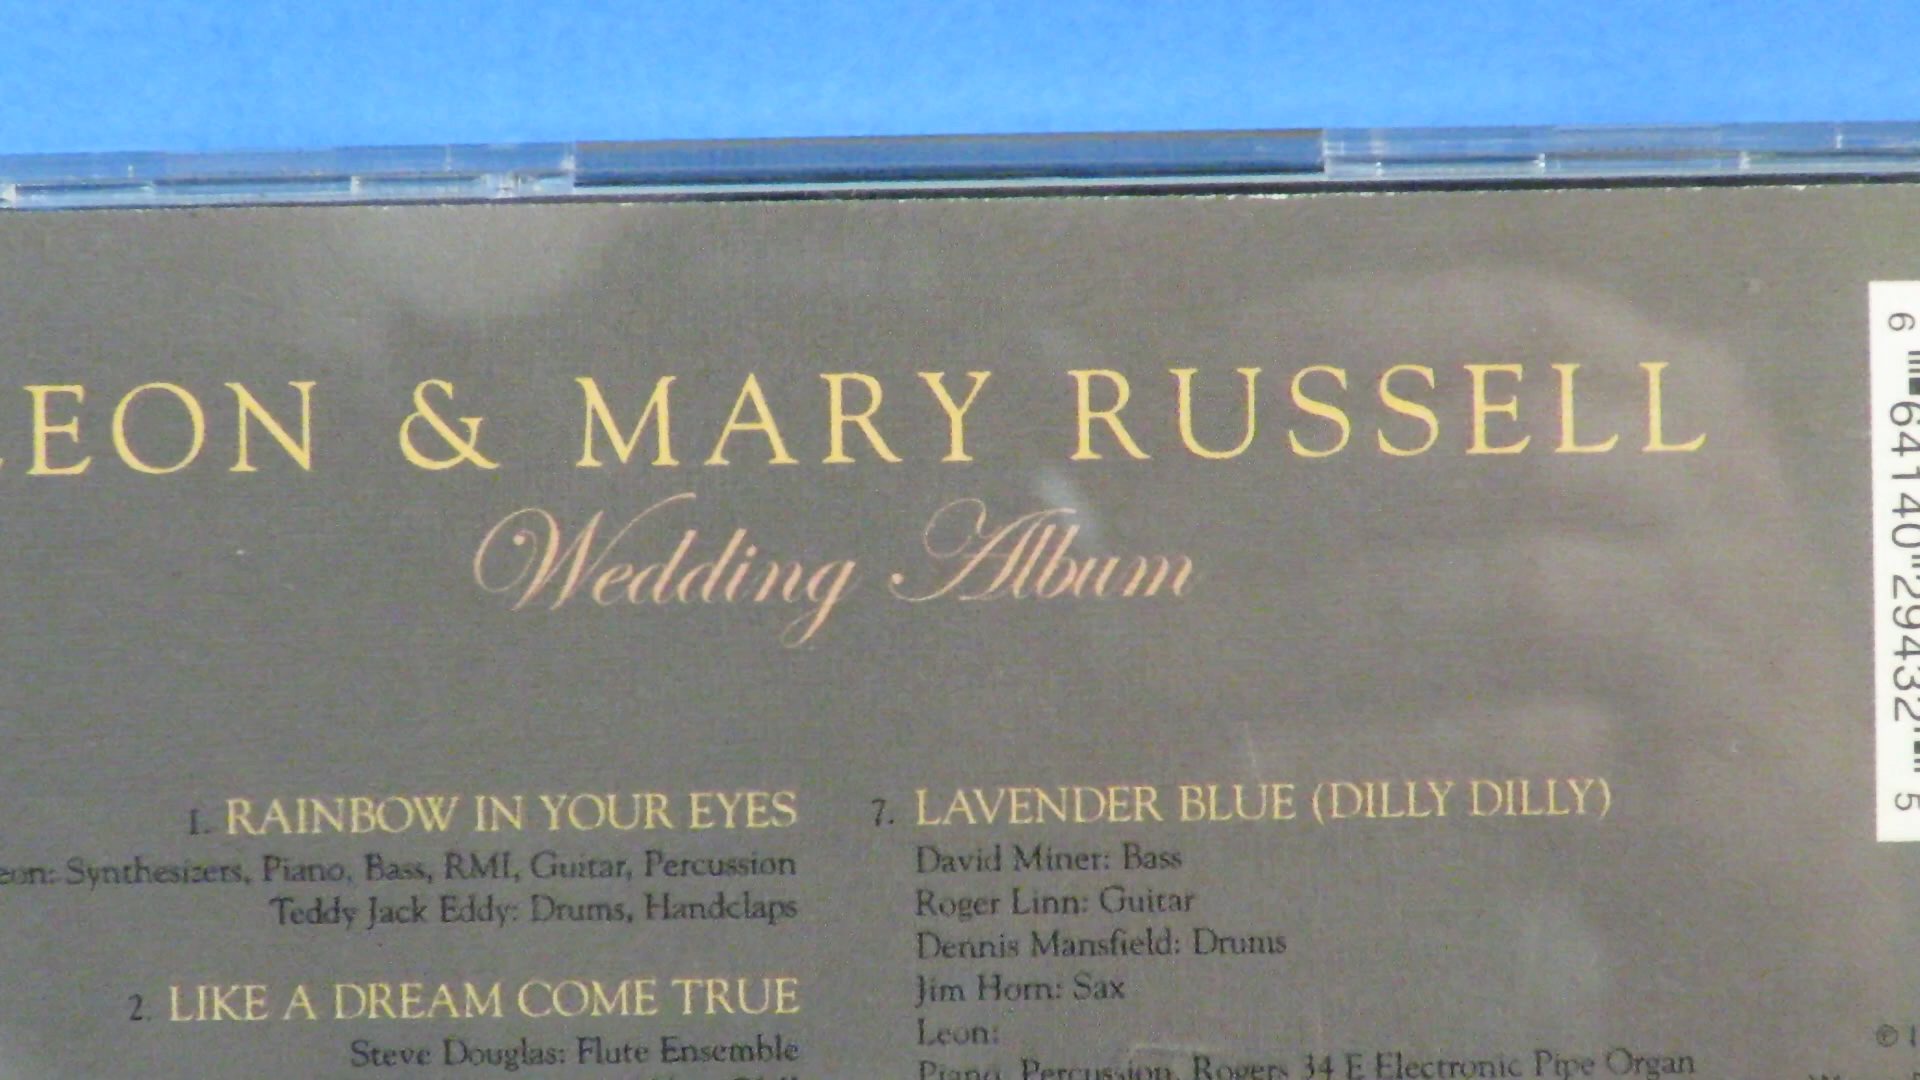 EON & MARY RUSSELL
Wedding Album
1. RAINBOW IN YOUR EYES
eon: Synthesizers, Piano, Bass, RMI, Guitar, Percussion
Teddy Jack Eddy: Drums, Handclaps
2. LIKE A DREAM COME TRUE
Steve Douglas: Flute Ensemble
7. LAVENDER BLUE (DILLY DILLY)
David Miner: Bass
Roger Linn: Guitar
Dennis Mansfield: Drums
Jim Horn: Sax
Leon:
Piano, Percussion, Rogers 34 E Electronic Pipe Organ
6 64140 29432 5